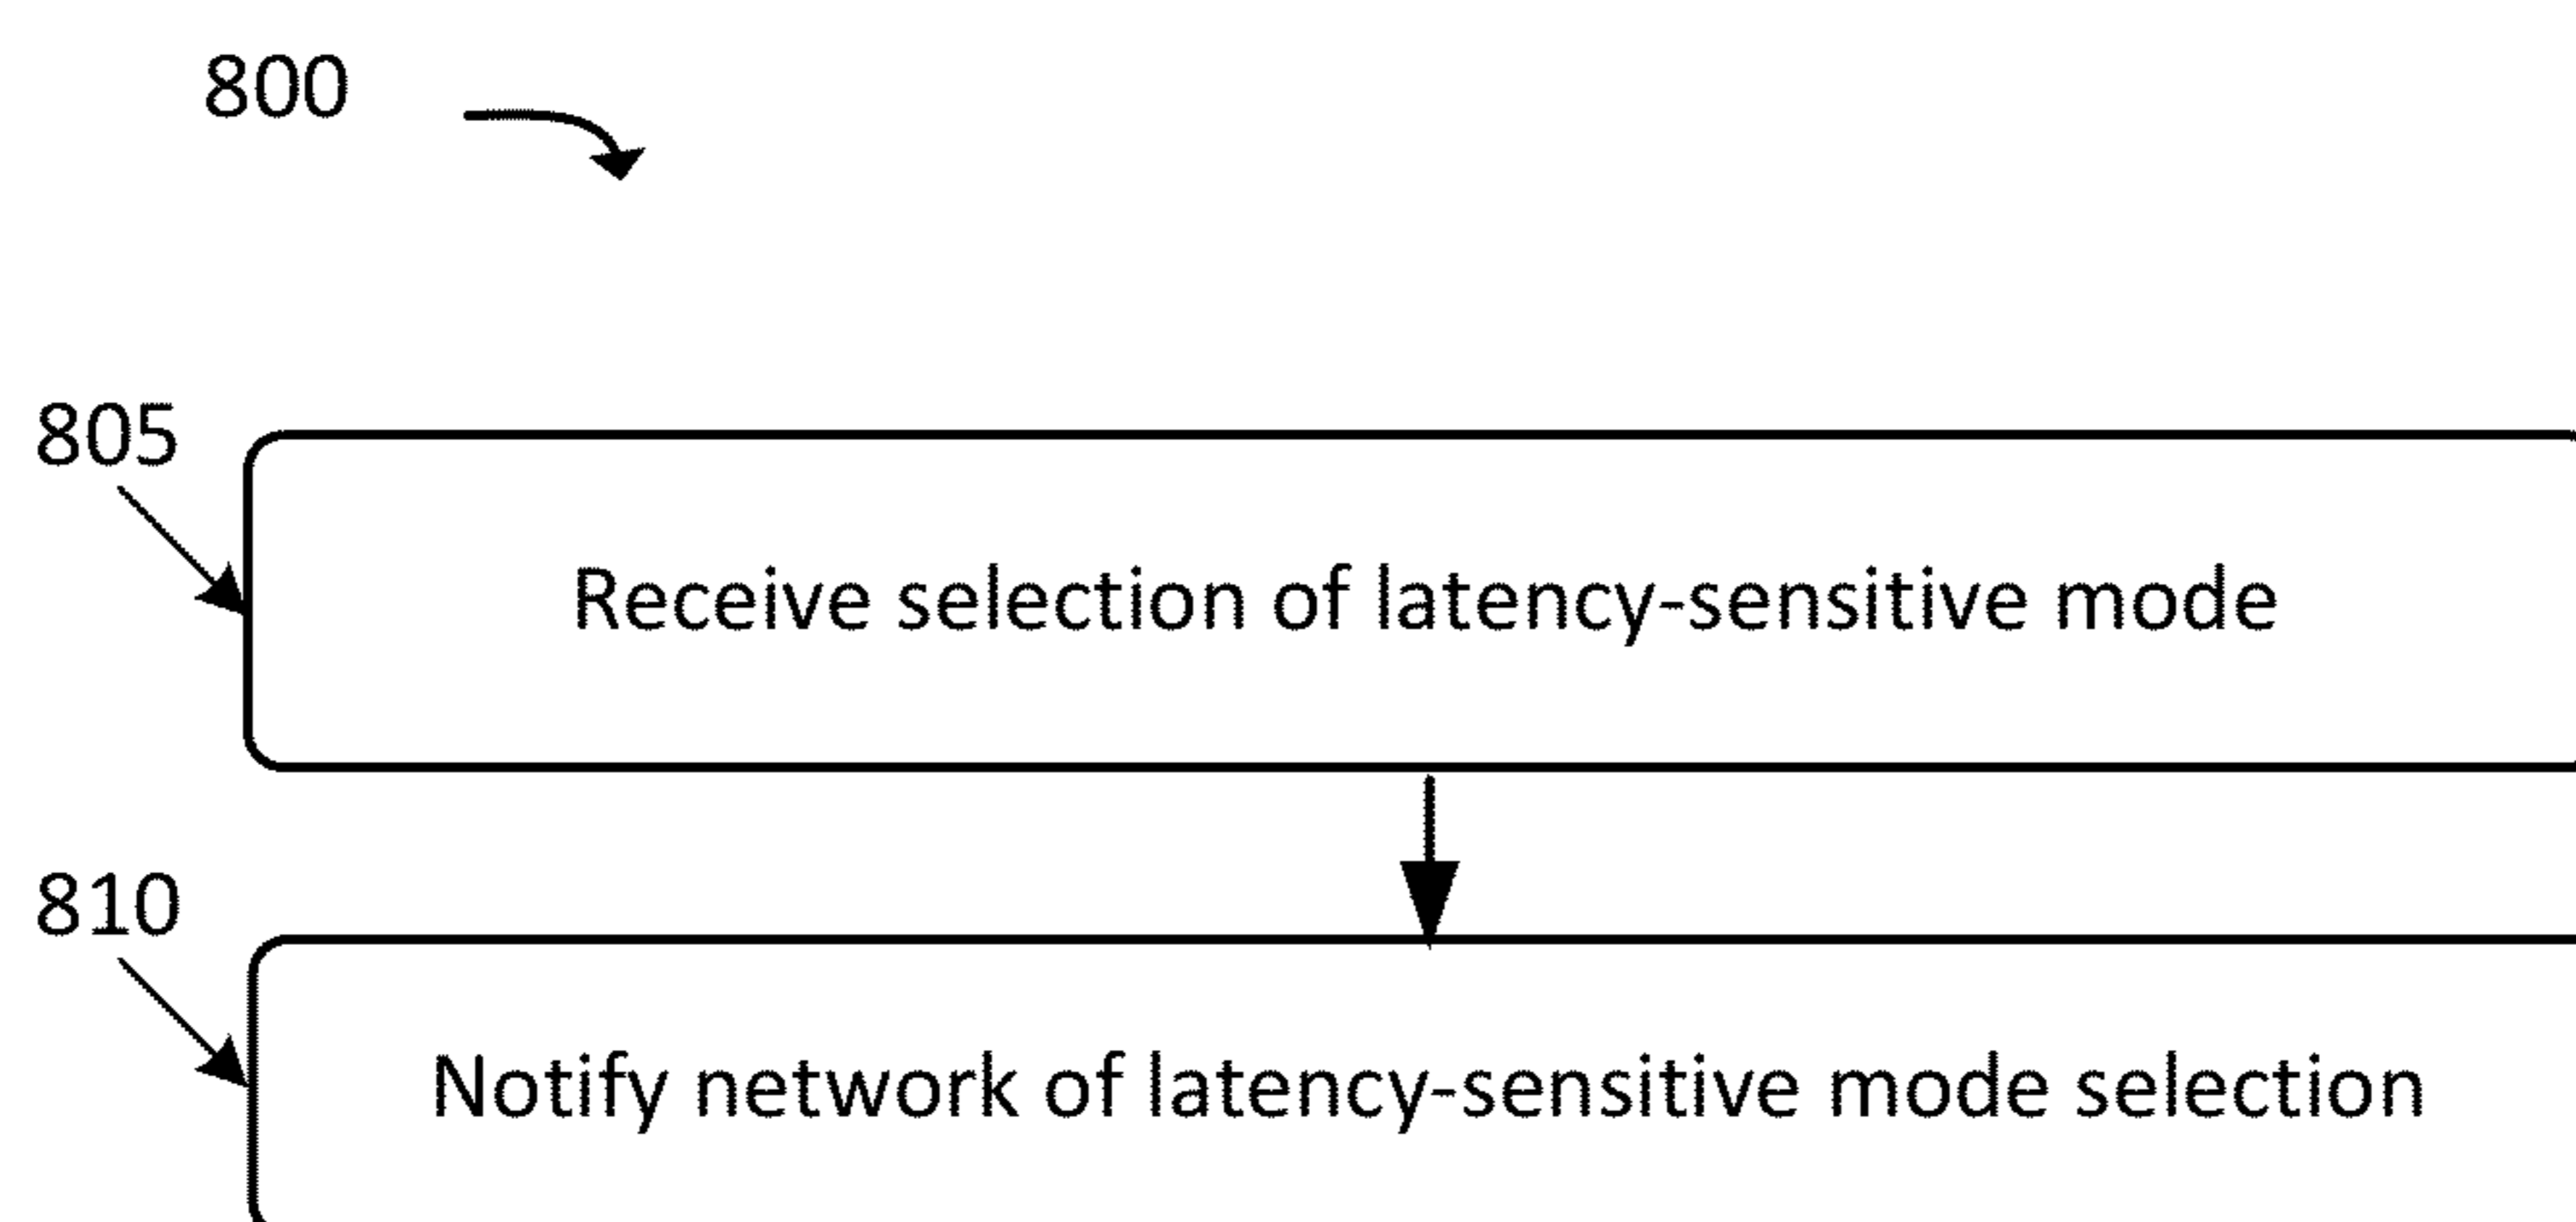 800
805
Receive selection of latency-sensitive mode
810
Notify network of latency-sensitive mode selection